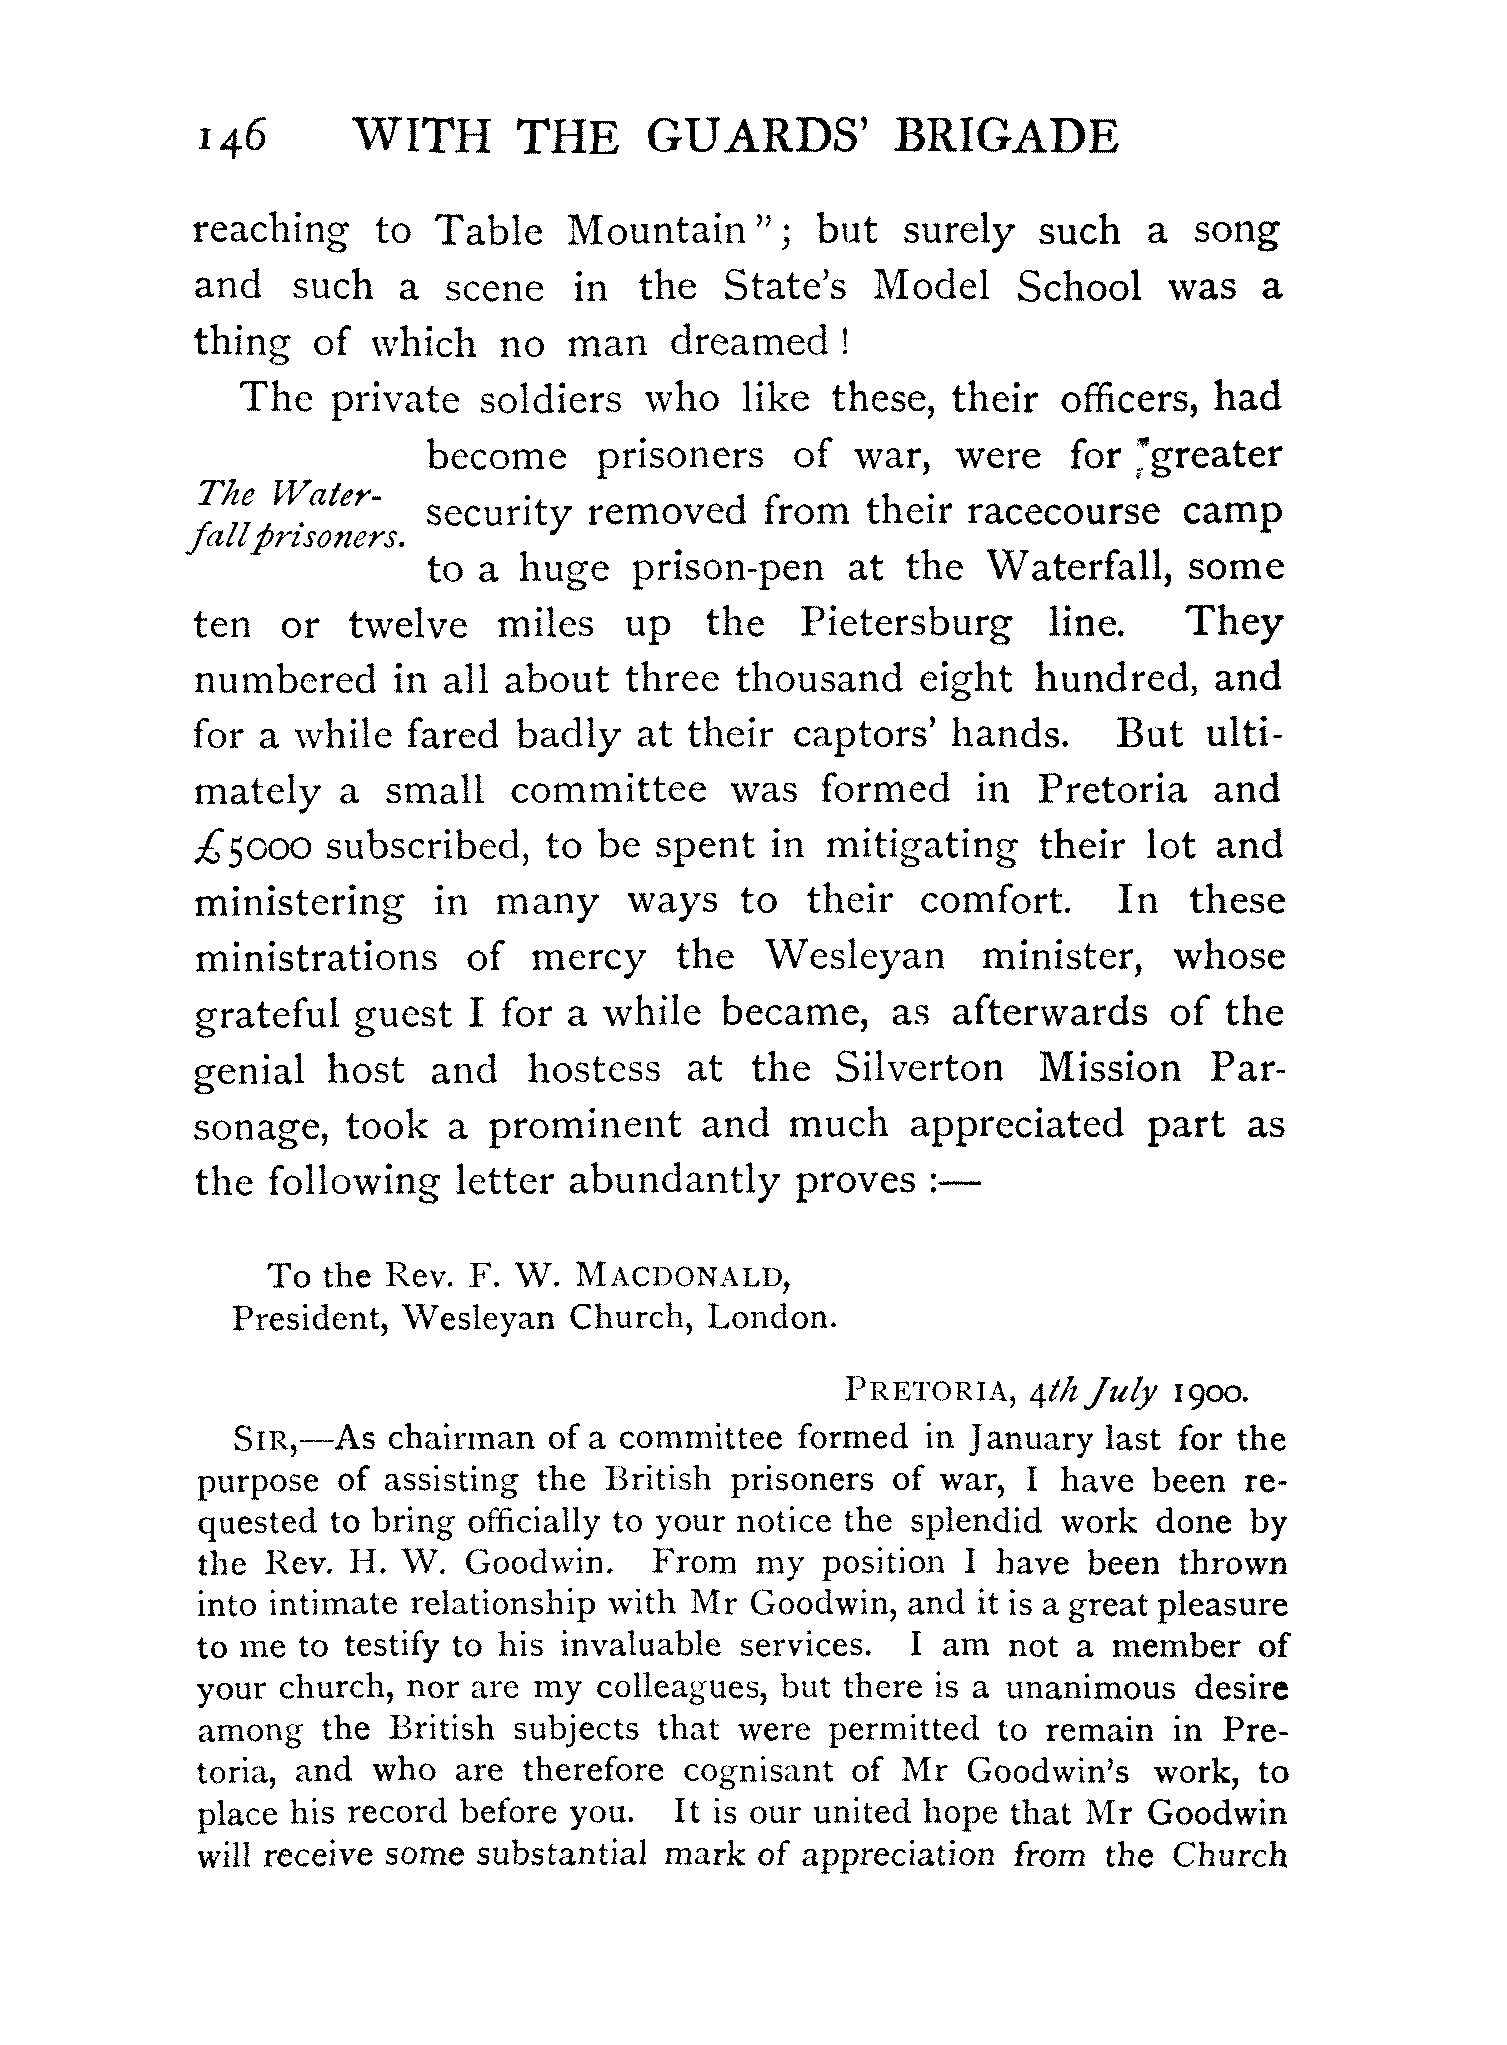 146 WITH THE GUARDS' BRIGADE
reaching to Table Mountain"; but surely such a song
and such a scene in the State's Model School was a
thing of which no man dreamed!
The private soldiers who like these, their officers, had
become prisoners of war, were for greater
The Water-
security removed from their racecourse camp
fall prisoners.
to a huge prison-pen at the Waterfall, some
ten or twelve miles up the Pietersburg line. They
numbered in all about three thousand eight hundred, and
for a while fared badly at their captors' hands. But ulti-
mately a small committee was formed in Pretoria and
£5000 subscribed, to be spent in mitigating their lot and
ministering in many ways to their comfort. In these
ministrations of mercy the Wesleyan minister, whose
grateful guest I for a while became, as afterwards of the
genial host and hostess at the Silverton Mission Par-
sonage, took a prominent and much appreciated part as
the following letter abundantly proves :—
To the Rev. F. W. MACDONALD,
President, Wesleyan Church, London.
PRETORIA, 4th July 1900.
SIR,—As chairman of a committee formed in January last for the
purpose of assisting the British prisoners of war, I have been re-
quested to bring officially to your notice the splendid work done by
the Rev. H. W. Goodwin. From my position I have been thrown
into intimate relationship with Mr Goodwin, and it is a great pleasure
to me to testify to his invaluable services. I am not a member of
your church, nor are my colleagues, but there is a unanimous desire
among the British subjects that were permitted to remain in Pre-
toria, and who are therefore cognisant of Mr Goodwin's work, to
place his record before you. It is our united hope that Mr Goodwin
will receive some substantial mark of appreciation from the Church